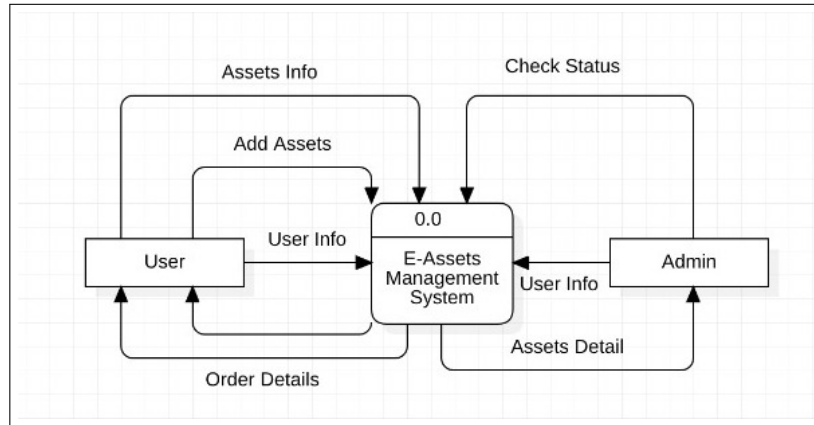 Assets Info
Check Status
Add Assets
0.0
User Info
User
E-Assets
Management
System
Admin
User Info
Assets Detail
Order Details